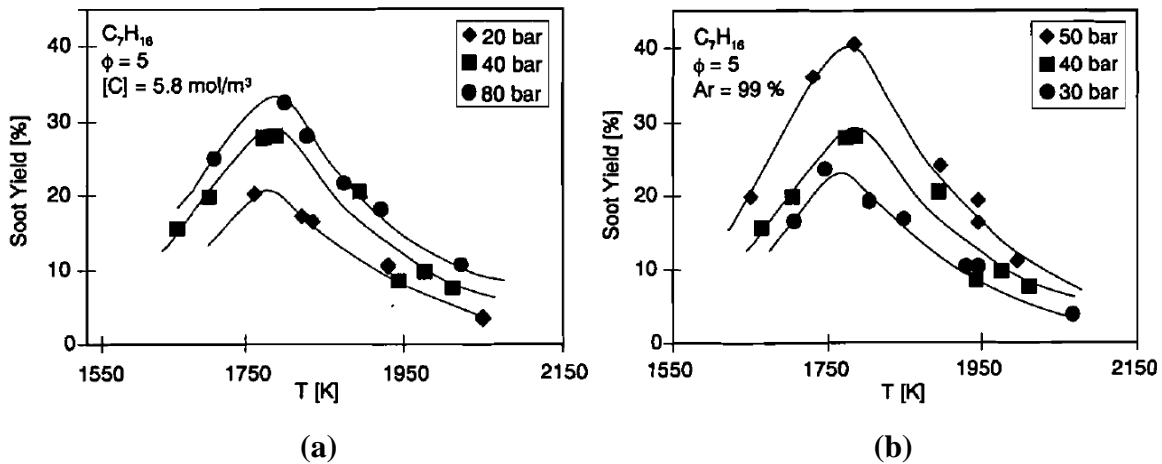 40
30
20
10
0
Soot Yield [%]
C₇H₁₆
ϕ = 5
[C] = 5.8 mol/m³
20 bar
40 bar
80 bar
1550
1750
1950
2150
T [K]
(a)
40
30
20
10
0
Soot Yield [%]
C₇H₁₆
ϕ = 5
Ar = 99 %
50 bar
40 bar
30 bar
1550
1750
1950
2150
T [K]
(b)